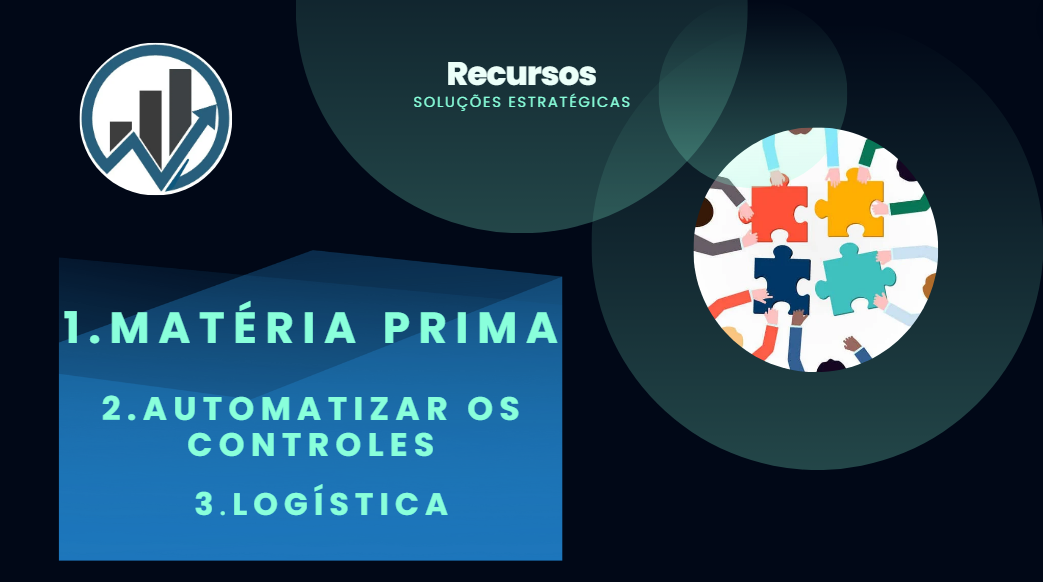 Recursos
SOLUÇÕES ESTRATÉGICAS
1.MATÉRIA PRIMA
2.AUTOMATIZAR OS
CONTROLES
3.LOGÍSTICA